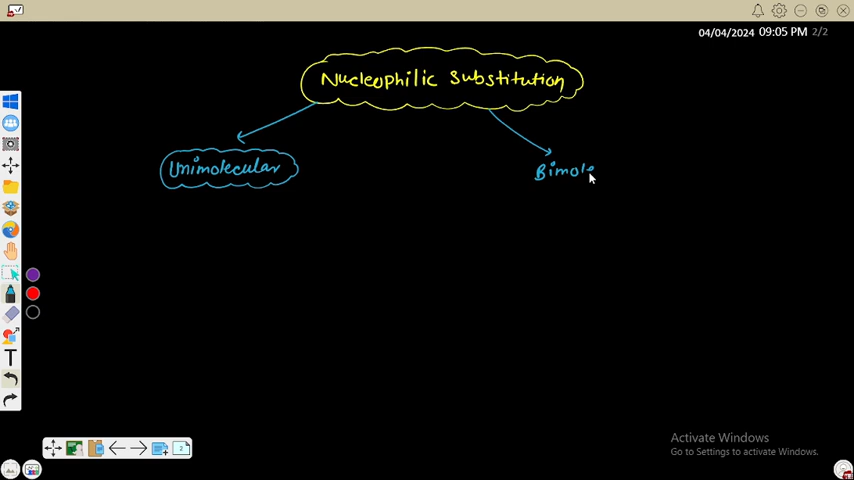 04/04/2024 09:05 PM 2/2
Nucleophilic Substitution
Unimolecular
Bimole
T
2
Activate Windows
Go to Settings to activate Windows.